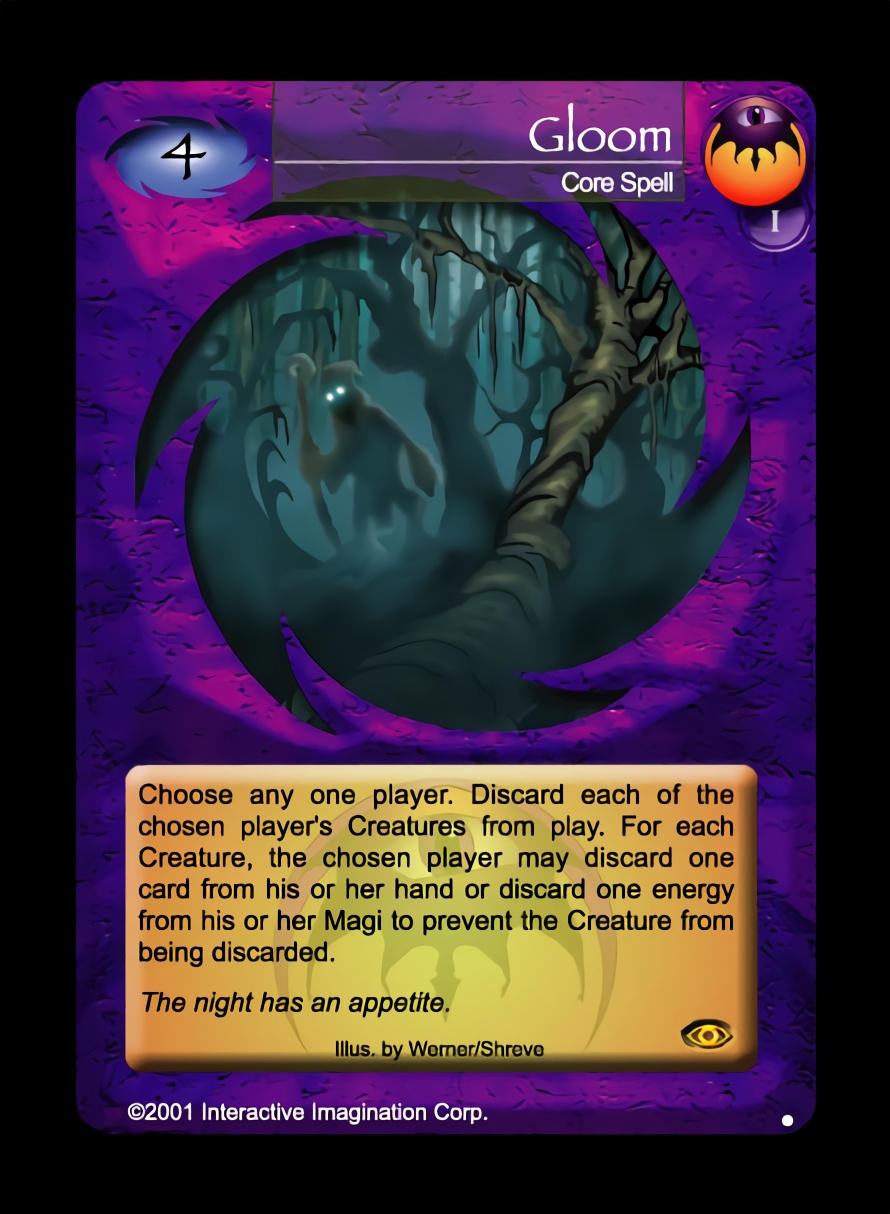 4
Gloom
Core Spell
I
Choose any one player. Discard each of the
chosen player's Creatures from play. For each
Creature, the chosen player may discard one
card from his or her hand or discard one energy
from his or her Magi to prevent the Creature from
being discarded.
The night has an appetite.
Illus. by Werner/Shreve
©2001 Interactive Imagination Corp.